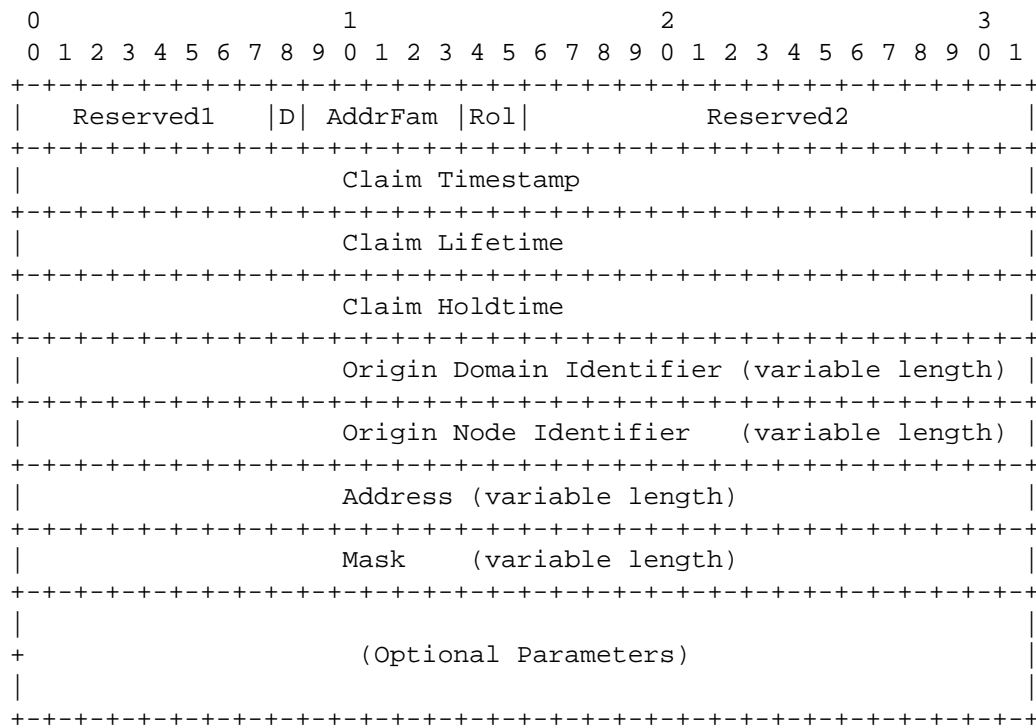 0                   1                   2                   3
0 1 2 3 4 5 6 7 8 9 0 1 2 3 4 5 6 7 8 9 0 1 2 3 4 5 6 7 8 9 0 1
+-+-+-+-+-+-+-+-+-+-+-+-+-+-+-+-+-+-+-+-+-+-+-+-+-+-+-+-+-+-+-+-+
|   Reserved1   |D| AddrFam |Rol|           Reserved2           |
+-+-+-+-+-+-+-+-+-+-+-+-+-+-+-+-+-+-+-+-+-+-+-+-+-+-+-+-+-+-+-+-+
|                    Claim Timestamp                            |
+-+-+-+-+-+-+-+-+-+-+-+-+-+-+-+-+-+-+-+-+-+-+-+-+-+-+-+-+-+-+-+-+
|                    Claim Lifetime                             |
+-+-+-+-+-+-+-+-+-+-+-+-+-+-+-+-+-+-+-+-+-+-+-+-+-+-+-+-+-+-+-+-+
|                    Claim Holdtime                             |
+-+-+-+-+-+-+-+-+-+-+-+-+-+-+-+-+-+-+-+-+-+-+-+-+-+-+-+-+-+-+-+-+
|                    Origin Domain Identifier (variable length) |
+-+-+-+-+-+-+-+-+-+-+-+-+-+-+-+-+-+-+-+-+-+-+-+-+-+-+-+-+-+-+-+-+
|                    Origin Node Identifier   (variable length) |
+-+-+-+-+-+-+-+-+-+-+-+-+-+-+-+-+-+-+-+-+-+-+-+-+-+-+-+-+-+-+-+-+
|                    Address (variable length)                  |
+-+-+-+-+-+-+-+-+-+-+-+-+-+-+-+-+-+-+-+-+-+-+-+-+-+-+-+-+-+-+-+-+
|                    Mask    (variable length)                  |
+-+-+-+-+-+-+-+-+-+-+-+-+-+-+-+-+-+-+-+-+-+-+-+-+-+-+-+-+-+-+-+-+
|                                                               |
+                     (Optional Parameters)                     |
|                                                               |
+-+-+-+-+-+-+-+-+-+-+-+-+-+-+-+-+-+-+-+-+-+-+-+-+-+-+-+-+-+-+-+-+